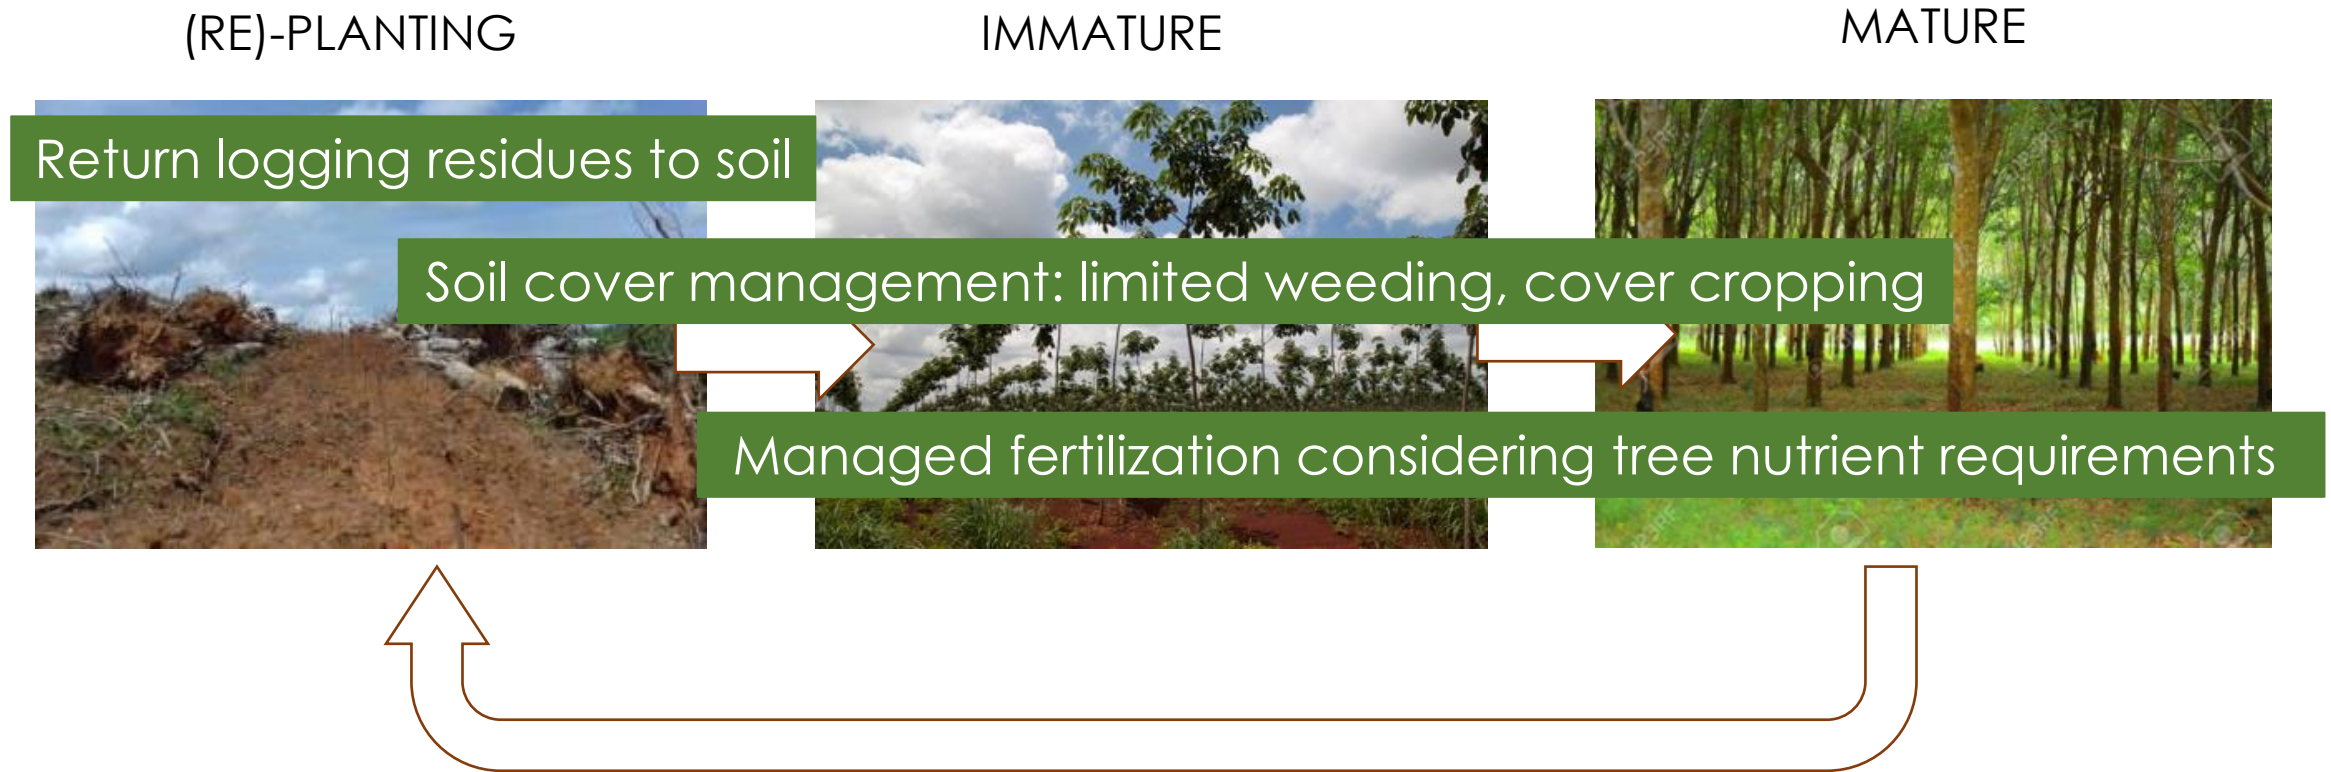 (RE)-PLANTING
IMMATURE
MATURE
Return logging residues to soil
Soil cover management: limited weeding, cover cropping
Managed fertilization considering tree nutrient requirements